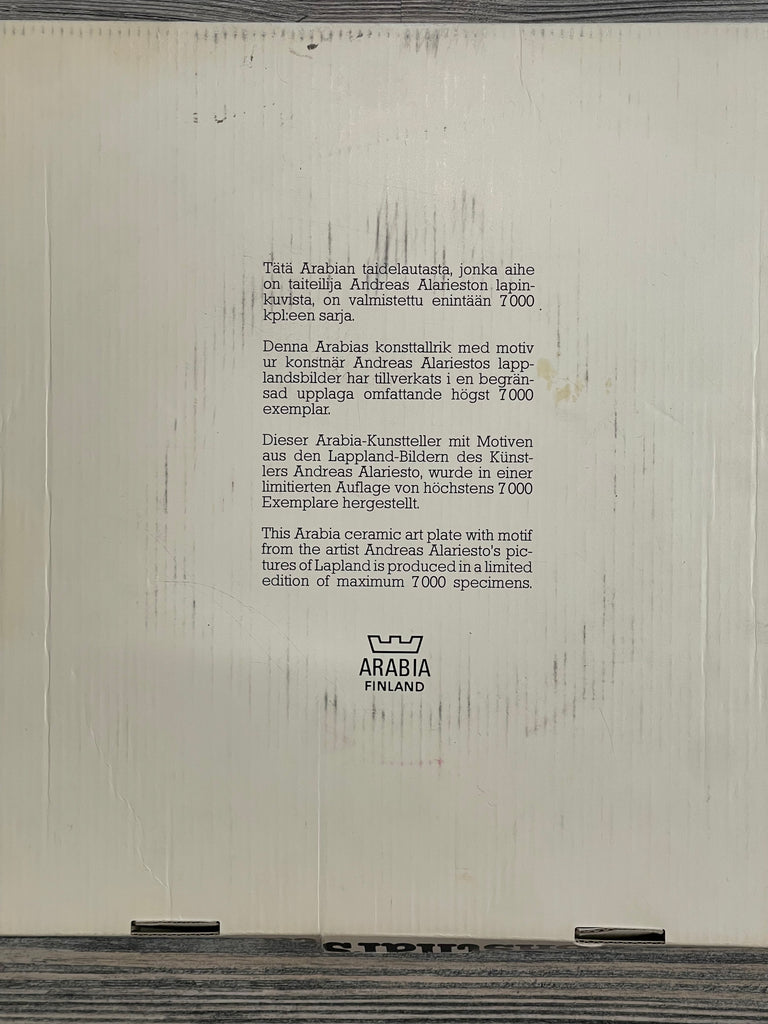 Tätä Arabian taidelautasta, jonka aihe
on taiteilija Andreas Alarieston lapin-
kuvista, on valmistettu enintään 7000
kpl:een sarja.
Denna Arabias konsttallrik med motiv
ur konstnär Andreas Alariestos lapp-
landsbilder har tillverkats i en begrän-
sad upplaga omfattande högst 7000
exemplar.
Dieser Arabia-Kunstteller mit Motiven
aus den Lappland-Bildern des Künst-
lers Andreas Alariesto, wurde in einer
limitierten Auflage von höchstens 7000
Exemplare hergestellt.
This Arabia ceramic art plate with motif
from the artist Andreas Alariesto's pic-
tures of Lapland is produced in a limited
edition of maximum 7000 specimens.
ARABIA
FINLAND